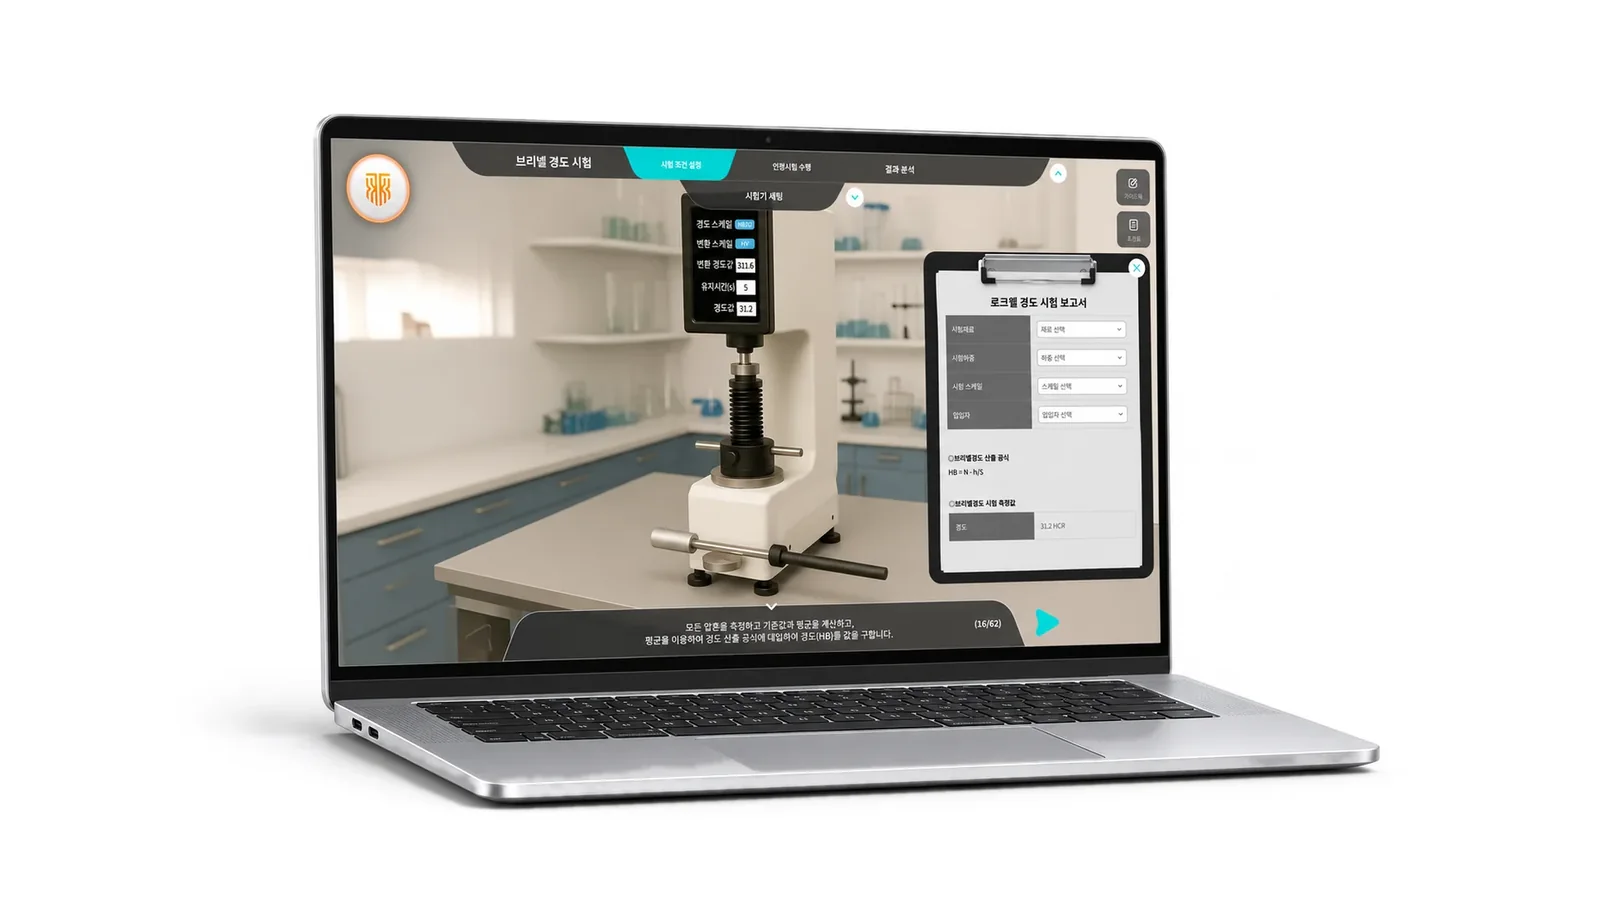 브리넬 경도 시험
시험 조건 설정
인장시험 수행
결과 분석
시험기 세팅
경도 스케일
변환 스케일 HV
변환 경도값 311.6
유지시간(s) 5
경도값 31.2
로크웰 경도 시험 보고서
시험재료 재료 선택
시험하중 하중 선택
시험 스케일 스케일 선택
압입자 압입자 선택
○브리넬경도 산출 공식
HB = N - h/S
○브리넬경도 시험 측정값
경도 31.2 HCR
모든 압흔을 측정하고 기준값과 평균을 계산하고,
평균을 이용하여 경도 산출 공식에 대입하여 경도(HB)를 값을 구합니다.
(16/62)